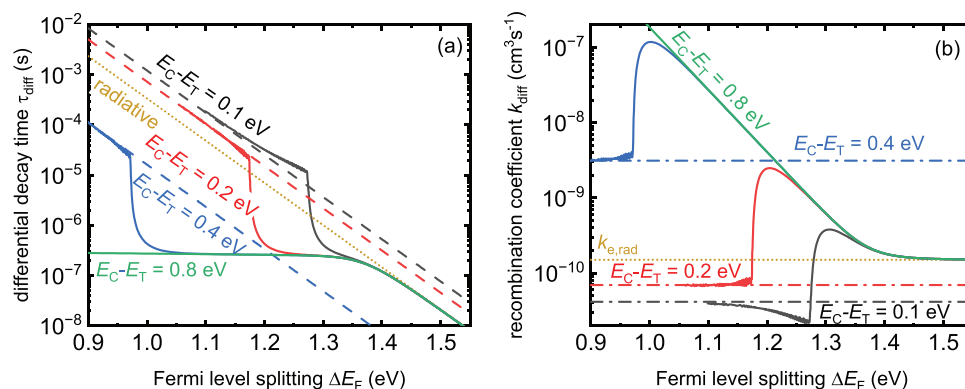 (a)
differential decay time τdiff (s)
10⁻²
10⁻³
10⁻⁴
10⁻⁵
10⁻⁶
10⁻⁷
10⁻⁸
EC-ET = 0.1 eV
radiative
EC-ET = 0.2 eV
EC-ET = 0.4 eV
EC-ET = 0.8 eV
0.9 1.0 1.1 1.2 1.3 1.4 1.5
Fermi level splitting ΔEF (eV)
(b)
recombination coefficient kdiff (cm³s⁻¹)
10⁻⁷
10⁻⁸
10⁻⁹
10⁻¹⁰
EC-ET = 0.8 eV
EC-ET = 0.4 eV
ke,rad
EC-ET = 0.2 eV
EC-ET = 0.1 eV
0.9 1.0 1.1 1.2 1.3 1.4 1.5
Fermi level splitting ΔEF (eV)